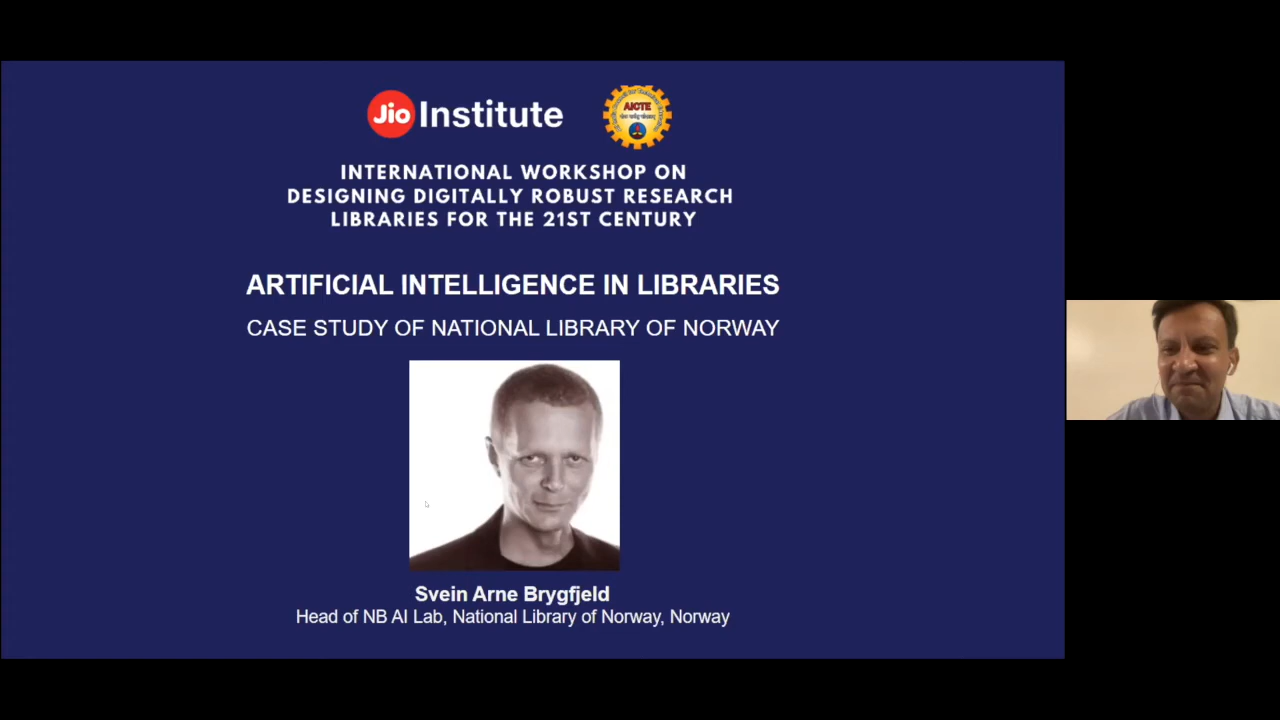 Jio Institute
AICTE
INTERNATIONAL WORKSHOP ON
DESIGNING DIGITALLY ROBUST RESEARCH
LIBRARIES FOR THE 21ST CENTURY
ARTIFICIAL INTELLIGENCE IN LIBRARIES
CASE STUDY OF NATIONAL LIBRARY OF NORWAY
Svein Arne Brygfjeld
Head of NB AI Lab, National Library of Norway, Norway